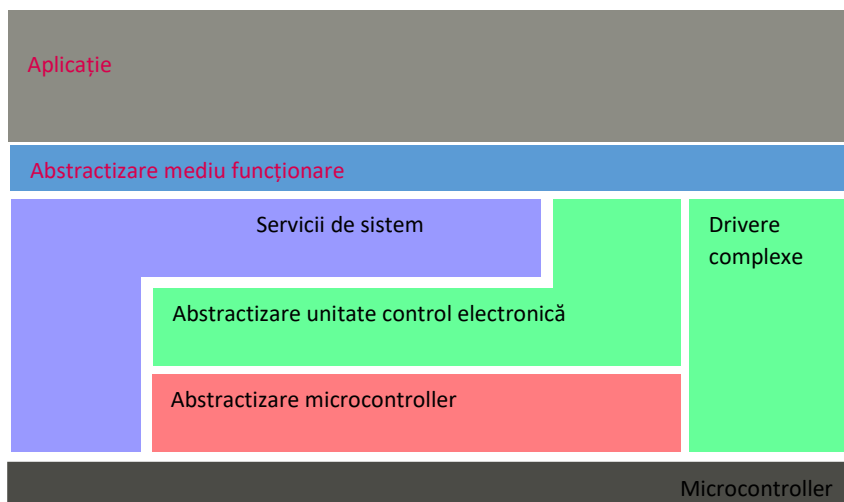 Aplicație
Abstractizare mediu funcționare
Servicii de sistem
Drivere
complexe
Abstractizare unitate control electronică
Abstractizare microcontroller
Microcontroller